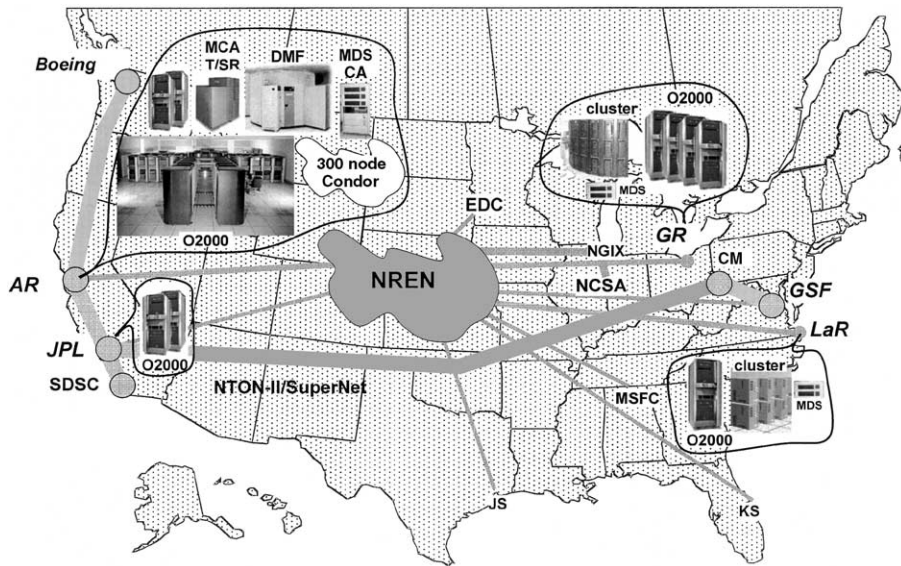 Boeing
MCA
T/SR
DMF
MDS
CA
300 node
Condor
O2000
cluster
O2000
MDS
GR
EDC
NGIX
NCSA
CM
GSF
NREN
AR
JPL
O2000
SDSC
NTON-II/SuperNet
LaR
MSFC
cluster
MDS
O2000
JS
KS